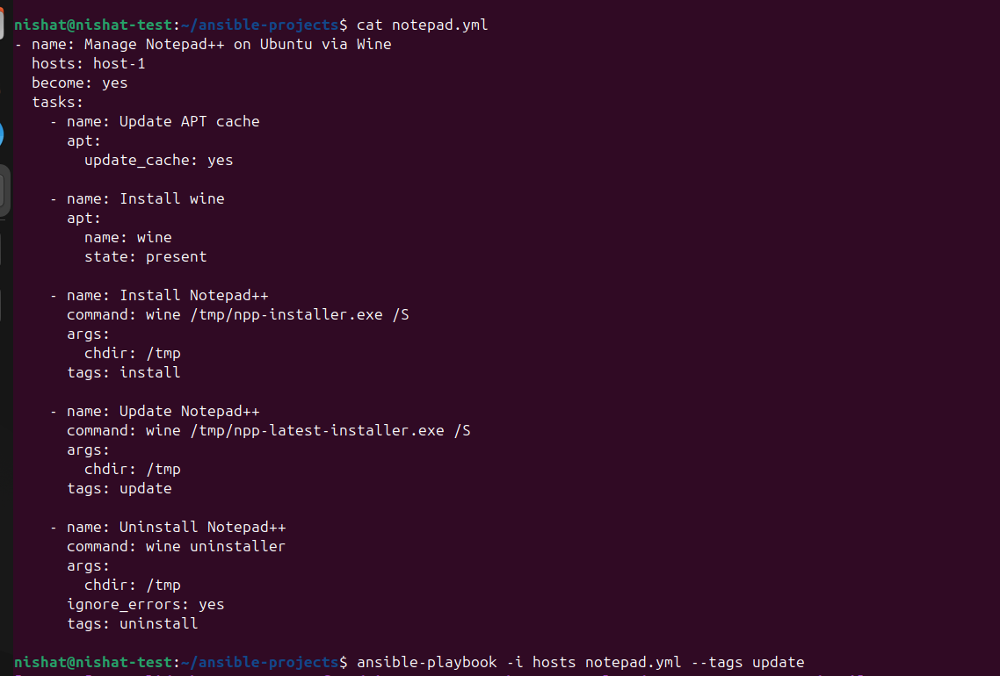 nishat@nishat-test:~/ansible-projects$ cat notepad.yml
- name: Manage Notepad++ on Ubuntu via Wine
  hosts: host-1
  become: yes
  tasks:
    - name: Update APT cache
      apt:
        update_cache: yes

    - name: Install wine
      apt:
        name: wine
        state: present

    - name: Install Notepad++
      command: wine /tmp/npp-installer.exe /S
      args:
        chdir: /tmp
      tags: install

    - name: Update Notepad++
      command: wine /tmp/npp-latest-installer.exe /S
      args:
        chdir: /tmp
      tags: update

    - name: Uninstall Notepad++
      command: wine uninstaller
      args:
        chdir: /tmp
      ignore_errors: yes
      tags: uninstall

nishat@nishat-test:~/ansible-projects$ ansible-playbook -i hosts notepad.yml --tags update